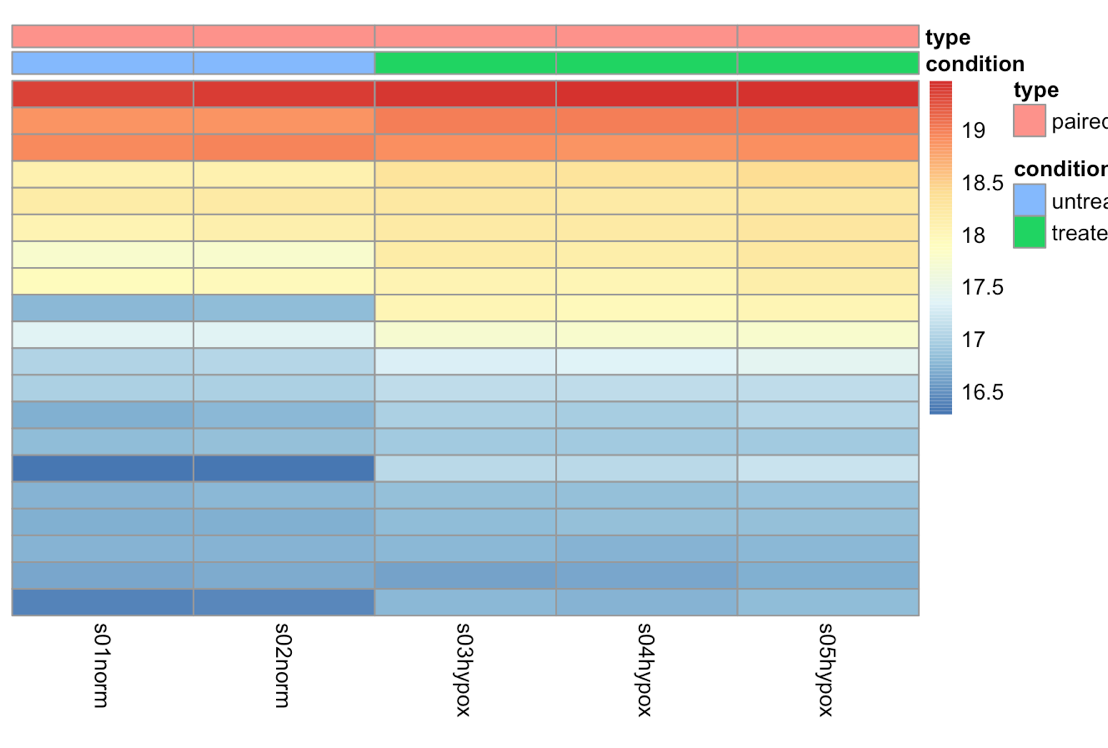 type
condition
type
paired
19
condition
18.5
untrea
18
treate
17.5
17
16.5
s01norm
s02norm
s03hypox
s04hypox
s05hypox